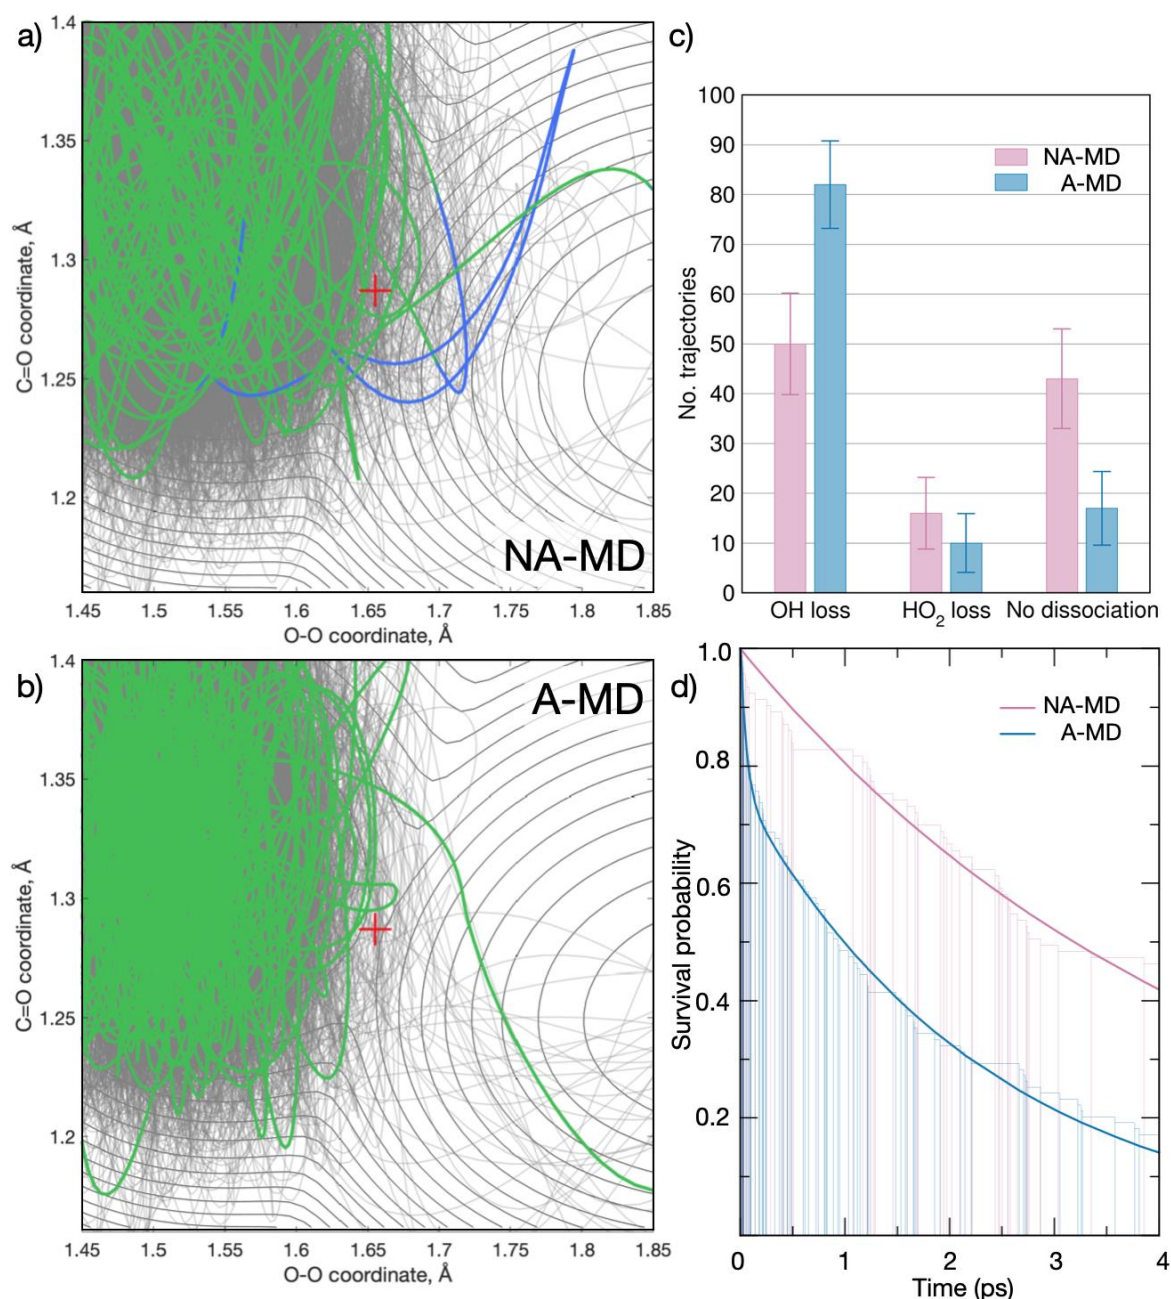 a)
1.4
1.35
1.3
1.25
1.2
C=O coordinate, Å
NA-MD
1.45 1.5 1.55 1.6 1.65 1.7 1.75 1.8 1.85
O-O coordinate, Å
b)
1.4
1.35
1.3
1.25
1.2
C=O coordinate, Å
A-MD
1.45 1.5 1.55 1.6 1.65 1.7 1.75 1.8 1.85
O-O coordinate, Å
c)
100
90
80
70
60
50
40
30
20
10
0
No. trajectories
NA-MD
A-MD
OH loss HO2 loss No dissociation
d)
1.0
0.8
0.6
0.4
0.2
Survival probability
NA-MD
A-MD
0 1 2 3 4
Time (ps)